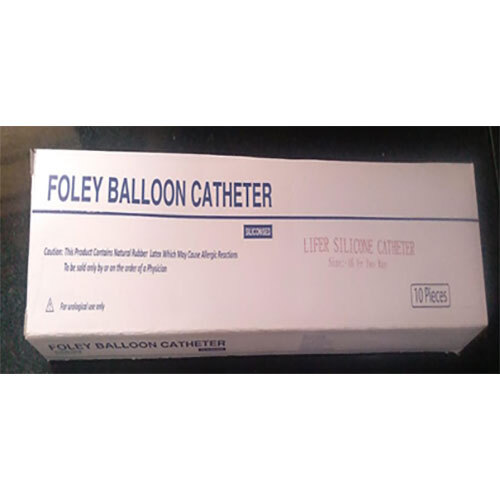 FOLEY BALLOON CATHETER
SILICONISED
Caution: This Product Contains Natural Rubber Latex Which May Cause Allergic Reactions
To be sold only by or on the order of a Physician
LIFER SILICONE CATHETER
Two Way
10 Pieces
For urological use only
FOLEY BALLOON CATHETER